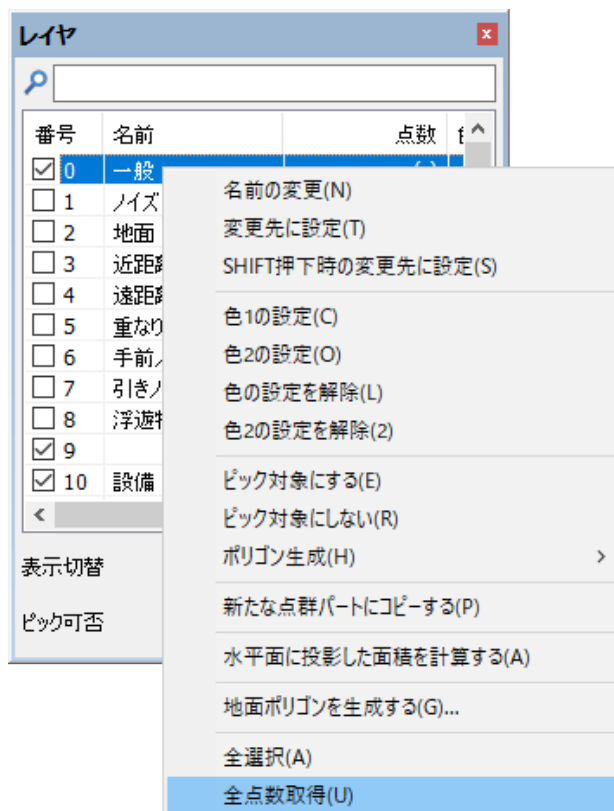 レイヤ
番号 名前 点数
0 一般
1 ノイズ
2 地面
3 近距離
4 遠距離
5 重なり
6 手前ノ
7 引きノ
8 浮遊物
9
10 設備
表示切替
ピック可否
名前の変更(N)
変更先に設定(T)
SHIFT押下時の変更先に設定(S)
色1の設定(C)
色2の設定(O)
色の設定を解除(L)
色2の設定を解除(2)
ピック対象にする(E)
ピック対象にしない(R)
ポリゴン生成(H)
新たな点群パートにコピーする(P)
水平面に投影した面積を計算する(A)
地面ポリゴンを生成する(G)...
全選択(A)
全点数取得(U)